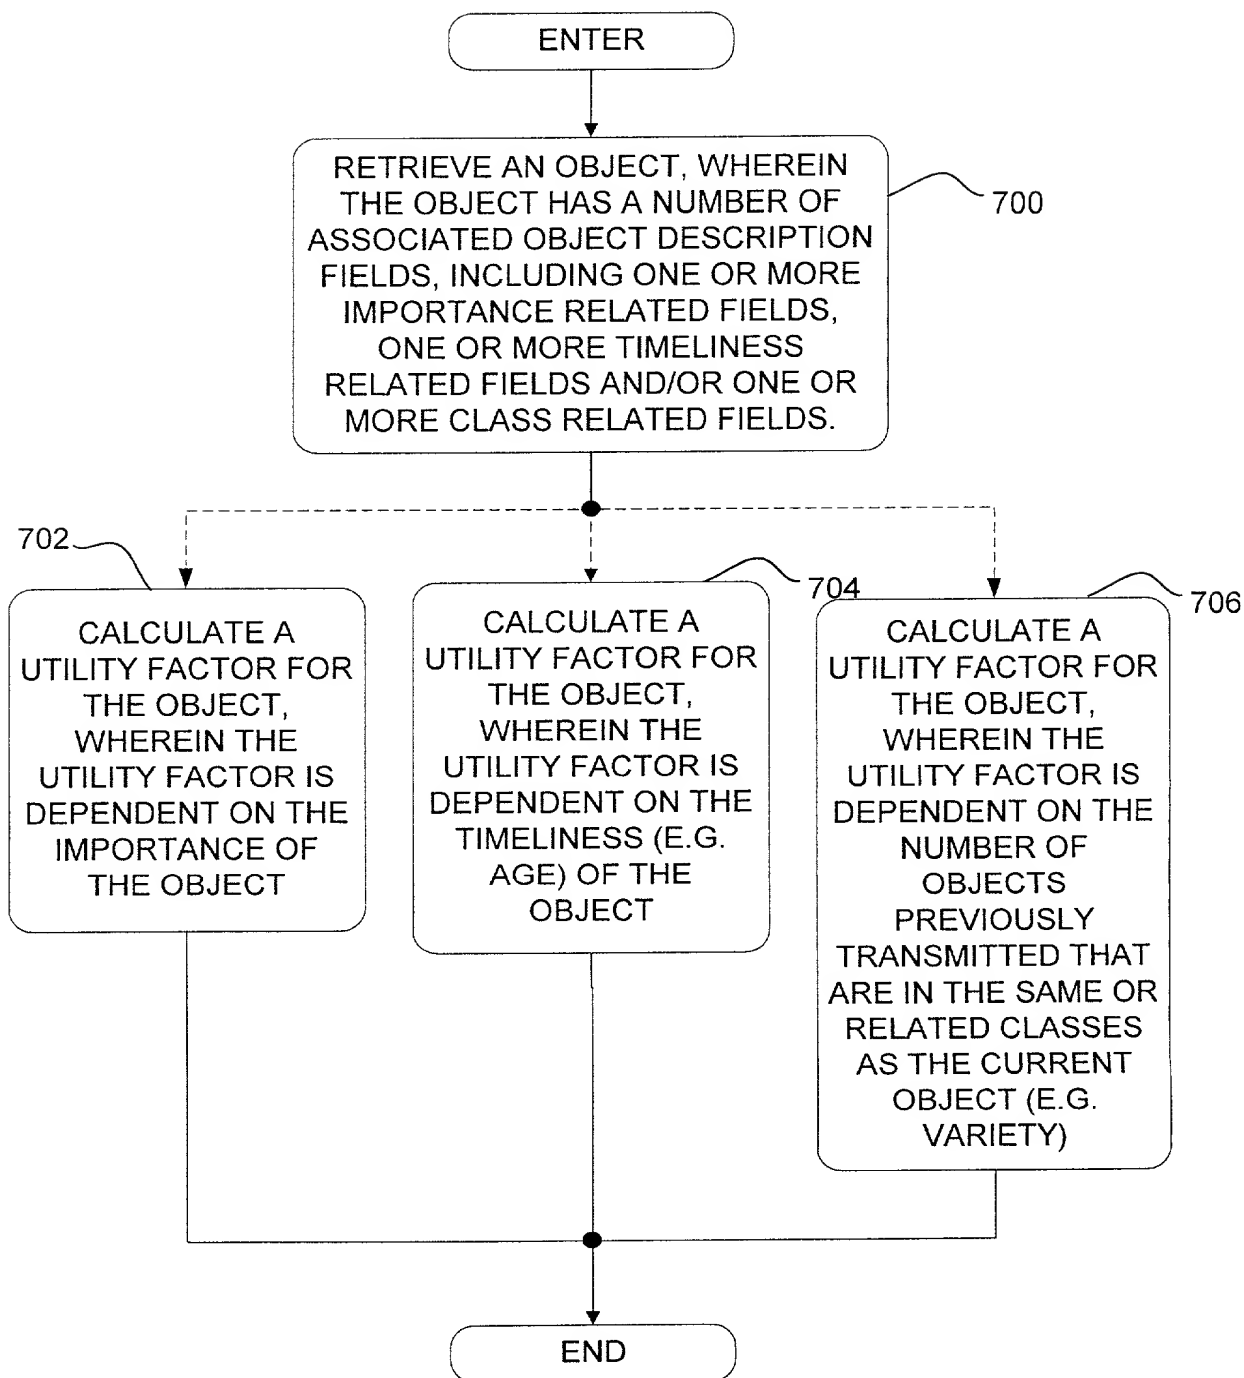 ENTER
RETRIEVE AN OBJECT, WHEREIN
THE OBJECT HAS A NUMBER OF
ASSOCIATED OBJECT DESCRIPTION
FIELDS, INCLUDING ONE OR MORE
IMPORTANCE RELATED FIELDS,
ONE OR MORE TIMELINESS
RELATED FIELDS AND/OR ONE OR
MORE CLASS RELATED FIELDS.
700
702
CALCULATE A
UTILITY FACTOR FOR
THE OBJECT,
WHEREIN THE
UTILITY FACTOR IS
DEPENDENT ON THE
IMPORTANCE OF
THE OBJECT
704
CALCULATE A
UTILITY FACTOR FOR
THE OBJECT,
WHEREIN THE
UTILITY FACTOR IS
DEPENDENT ON THE
TIMELINESS (E.G.
AGE) OF THE
OBJECT
706
CALCULATE A
UTILITY FACTOR FOR
THE OBJECT,
WHEREIN THE
UTILITY FACTOR IS
DEPENDENT ON THE
NUMBER OF
OBJECTS
PREVIOUSLY
TRANSMITTED THAT
ARE IN THE SAME OR
RELATED CLASSES
AS THE CURRENT
OBJECT (E.G.
VARIETY)
END